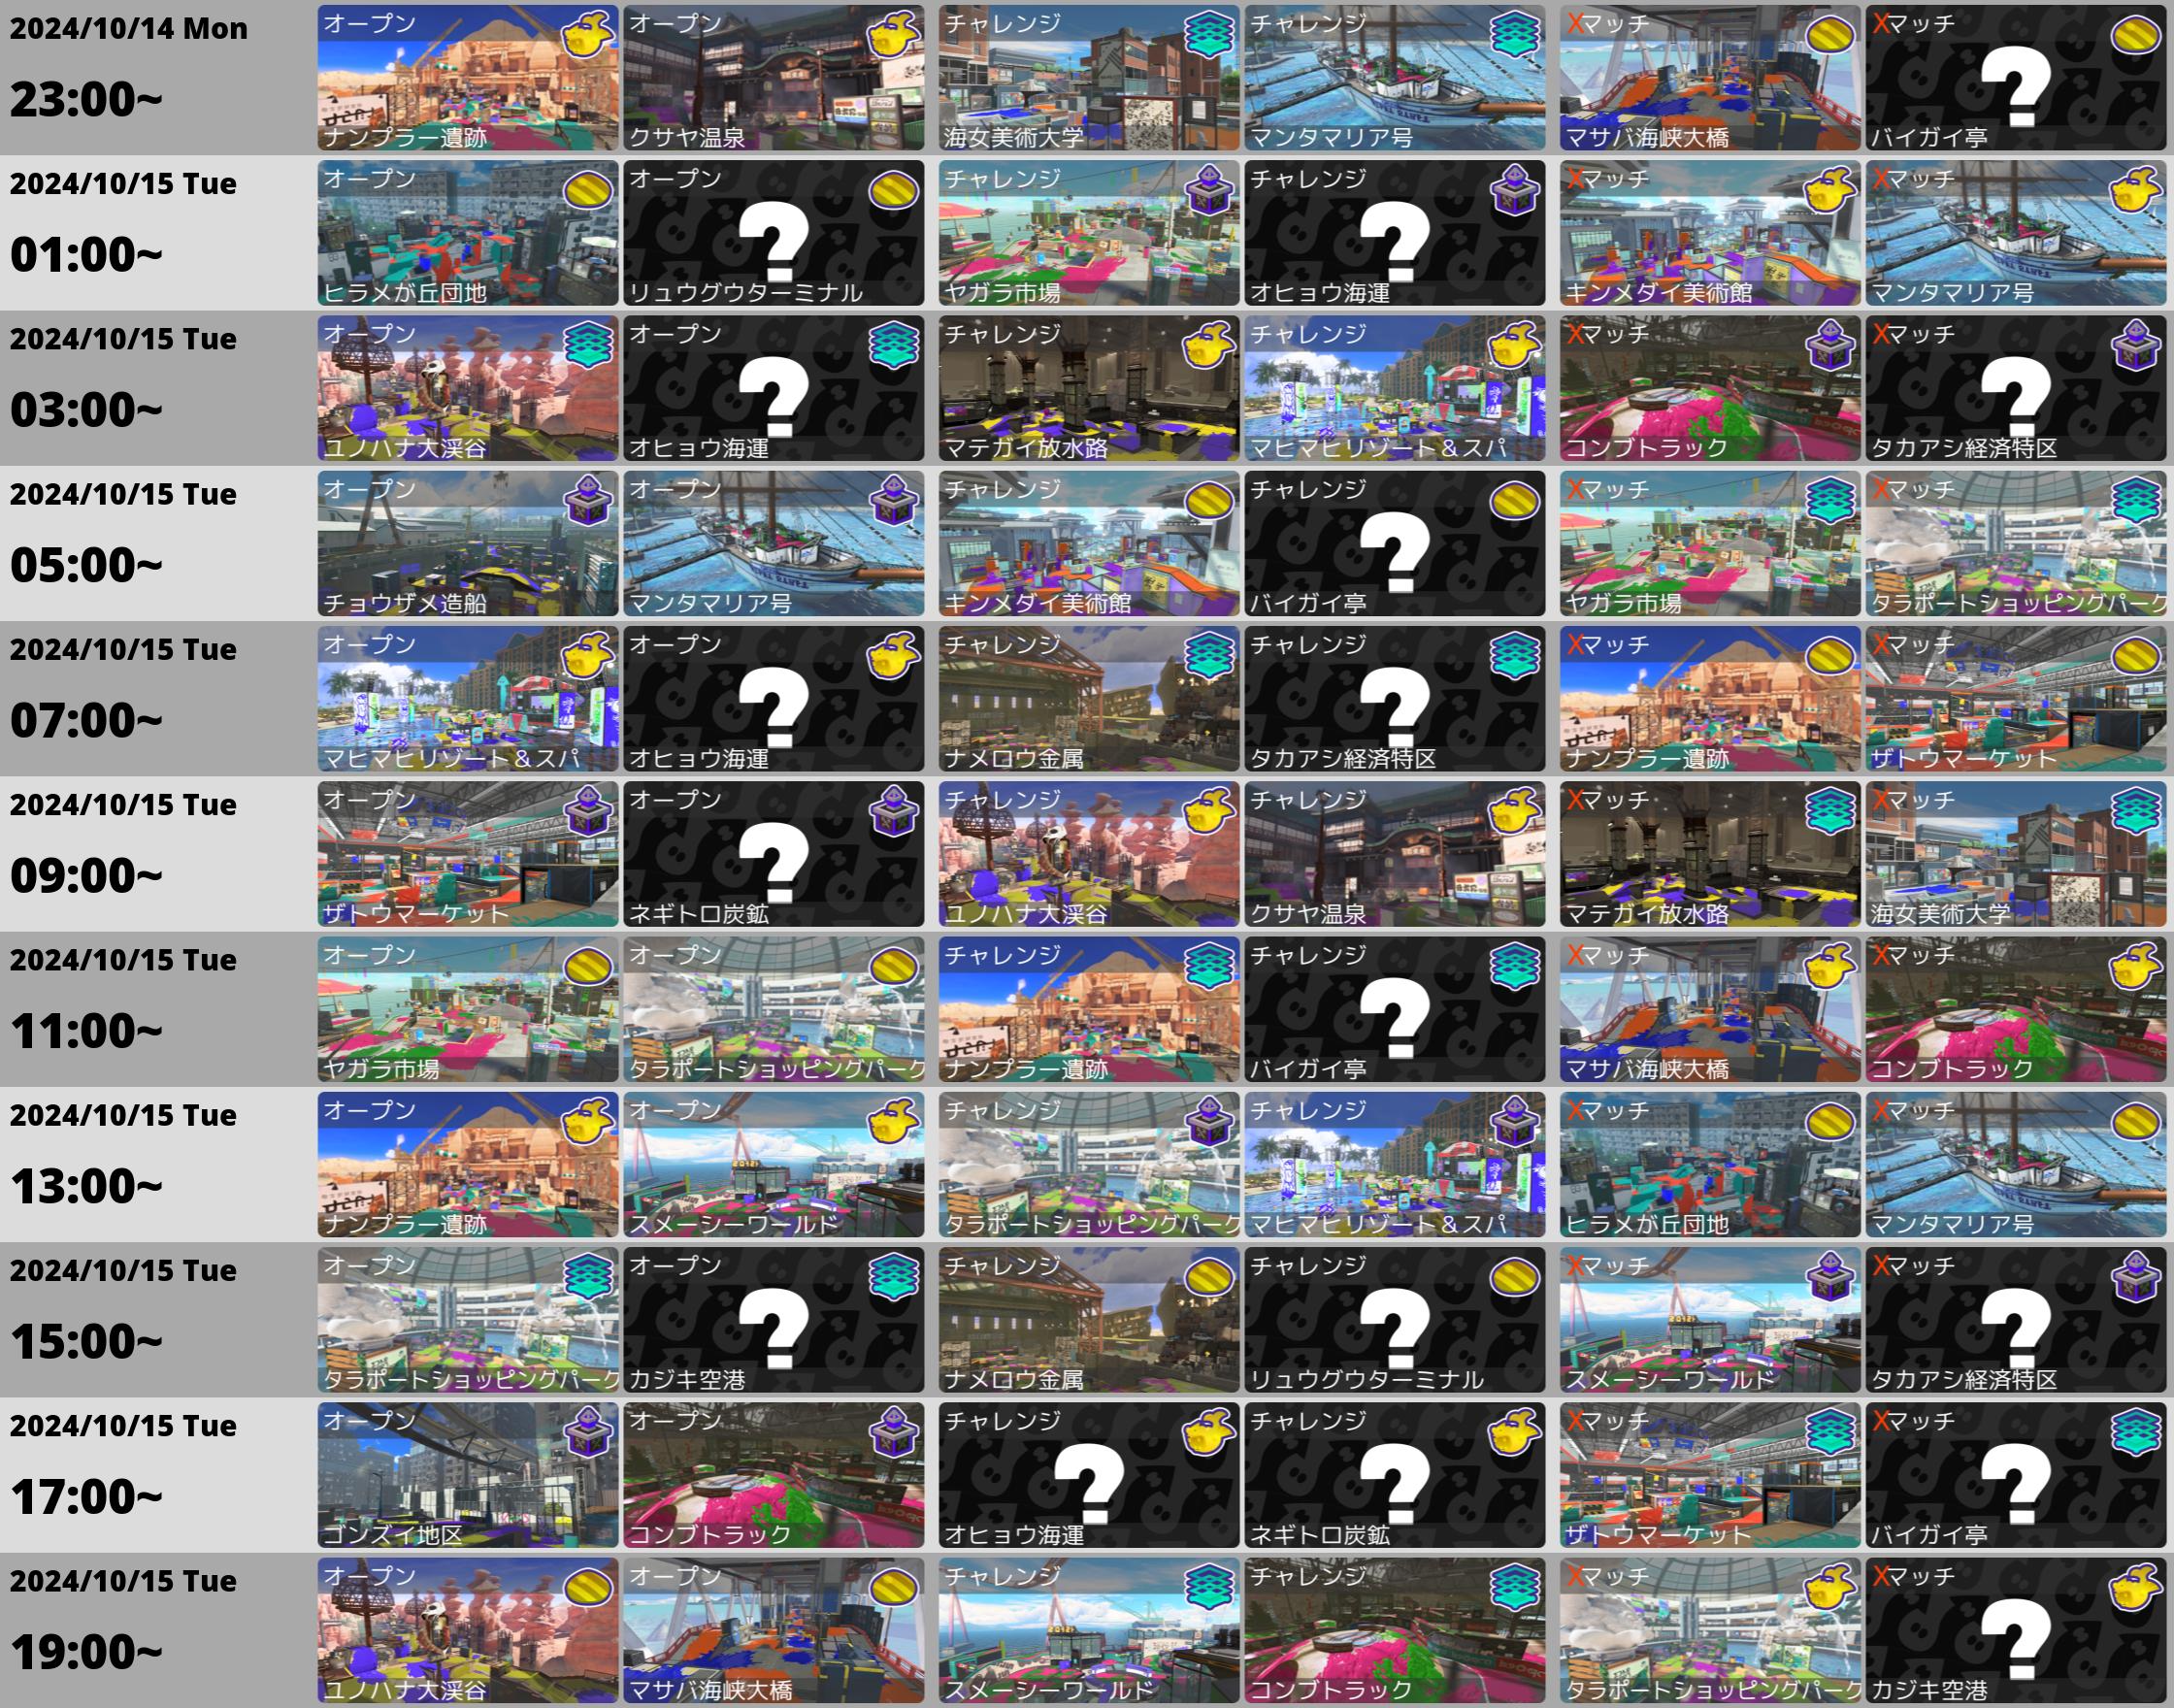 2024/10/14 Mon
23:00~
オープン
ナンプラー遺跡
オープン
クサヤ温泉
チャレンジ
海女美術大学
チャレンジ
マンタマリア号
Xマッチ
マサバ海峡大橋
Xマッチ
バイガイ亭
2024/10/15 Tue
01:00~
オープン
ヒラメが丘団地
オープン
リュウグウターミナル
チャレンジ
ヤガラ市場
チャレンジ
オヒョウ海運
Xマッチ
キンメダイ美術館
Xマッチ
マンタマリア号
2024/10/15 Tue
03:00~
オープン
ユノハナ大渓谷
オープン
オヒョウ海運
チャレンジ
マテガイ放水路
チャレンジ
マヒマヒリゾート&スパ
Xマッチ
コンブトラック
Xマッチ
タカアシ経済特区
2024/10/15 Tue
05:00~
オープン
チョウザメ造船
オープン
マンタマリア号
チャレンジ
キンメダイ美術館
チャレンジ
バイガイ亭
Xマッチ
ヤガラ市場
Xマッチ
タラポートショッピングパーク
2024/10/15 Tue
07:00~
オープン
マヒマヒリゾート&スパ
オープン
オヒョウ海運
チャレンジ
ナメロウ金属
チャレンジ
タカアシ経済特区
Xマッチ
ナンプラー遺跡
Xマッチ
ザトウマーケット
2024/10/15 Tue
09:00~
オープン
ザトウマーケット
オープン
ネギトロ炭鉱
チャレンジ
ユノハナ大渓谷
チャレンジ
クサヤ温泉
Xマッチ
マテガイ放水路
Xマッチ
海女美術大学
2024/10/15 Tue
11:00~
オープン
ヤガラ市場
オープン
タラポートショッピングパーク
チャレンジ
ナンプラー遺跡
チャレンジ
バイガイ亭
Xマッチ
マサバ海峡大橋
Xマッチ
コンブトラック
2024/10/15 Tue
13:00~
オープン
ナンプラー遺跡
オープン
スメーシーワールド
チャレンジ
タラポートショッピングパーク
チャレンジ
マヒマヒリゾート&スパ
Xマッチ
ヒラメが丘団地
Xマッチ
マンタマリア号
2024/10/15 Tue
15:00~
オープン
タラポートショッピングパーク
オープン
カジキ空港
チャレンジ
ナメロウ金属
チャレンジ
リュウグウターミナル
Xマッチ
スメーシーワールド
Xマッチ
タカアシ経済特区
2024/10/15 Tue
17:00~
オープン
ゴンズイ地区
オープン
コンブトラック
チャレンジ
オヒョウ海運
チャレンジ
ネギトロ炭鉱
Xマッチ
ザトウマーケット
Xマッチ
バイガイ亭
2024/10/15 Tue
19:00~
オープン
ユノハナ大渓谷
オープン
マサバ海峡大橋
チャレンジ
スメーシーワールド
チャレンジ
コンブトラック
Xマッチ
タラポートショッピングパーク
Xマッチ
カジキ空港